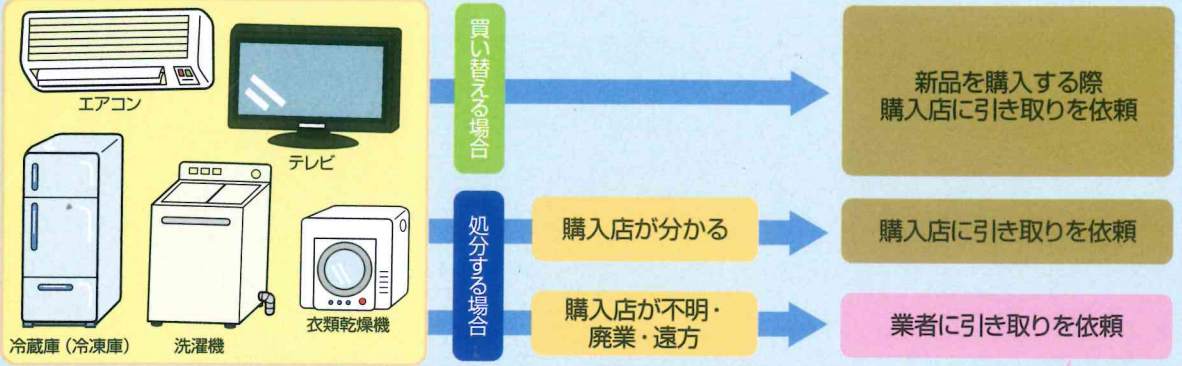 エアコン
テレビ
冷蔵庫(冷凍庫)
洗濯機
衣類乾燥機
買い替える場合
新品を購入する際
購入店に引き取りを依頼
処分する場合
購入店が分かる
購入店に引き取りを依頼
購入店が不明・
廃業・遠方
業者に引き取りを依頼